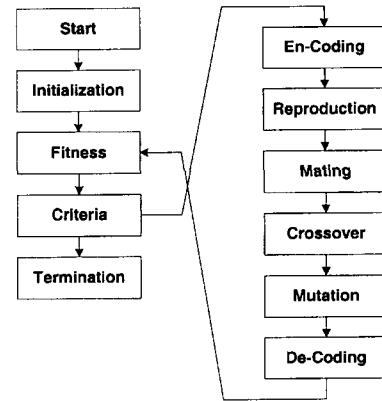 Start
Initialization
Fitness
Criteria
Termination
En-Coding
Reproduction
Mating
Crossover
Mutation
De-Coding